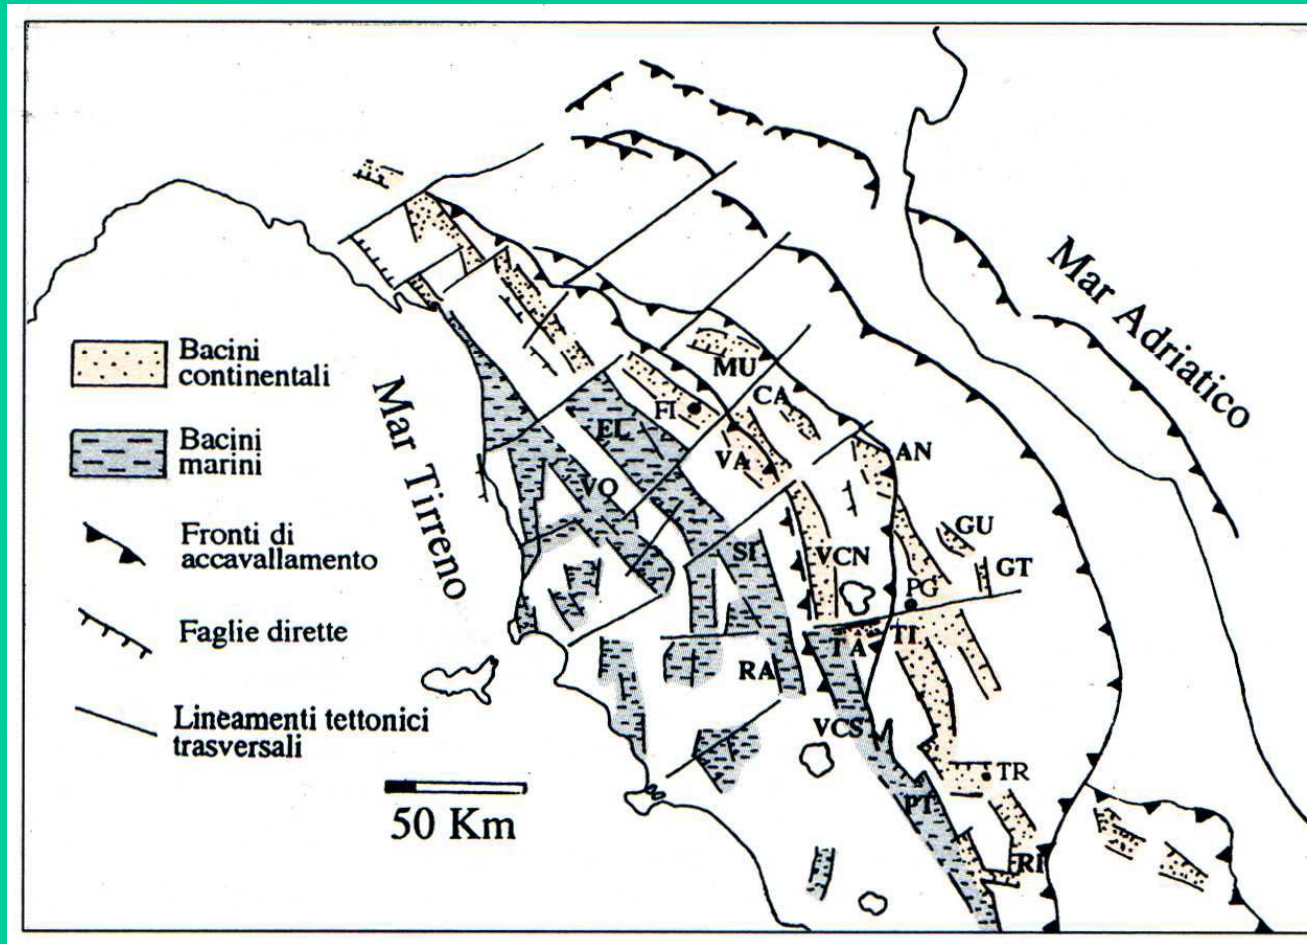 Bacini
continentali
Bacini
marini
Fronti di
accavallamento
Faglie dirette
Lineamenti tettonici
trasversali
50 Km
Mar Tirreno
Mar Adriatico
MU
FI
CA
EL
VA
AN
VO
GU
SI
VCN
GT
PG
TA
TI
RA
VCS
TR
PT
RI